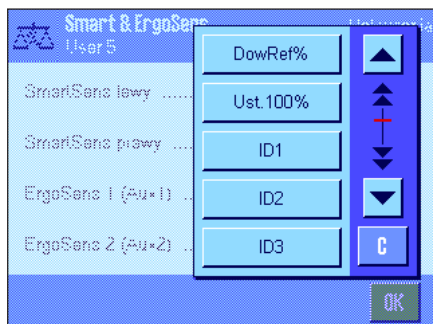 Smart & ErgoSens
User 5
DowRef%
Ust.100%
SmartSens lewy ......
ID1
SmartSens prawy ....
ID2
ErgoSens 1 (Aux1) ..
ID3
ErgoSens 2 (Aux2) ..
C
OK